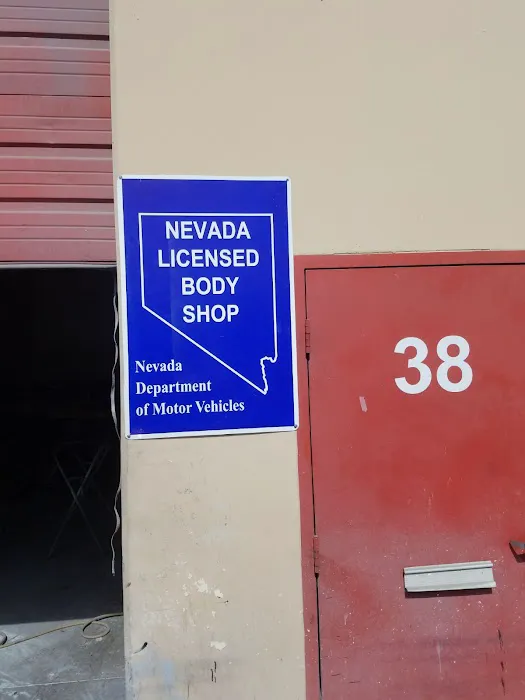 NEVADA
LICENSED
BODY
SHOP
Nevada
Department
of Motor Vehicles
38